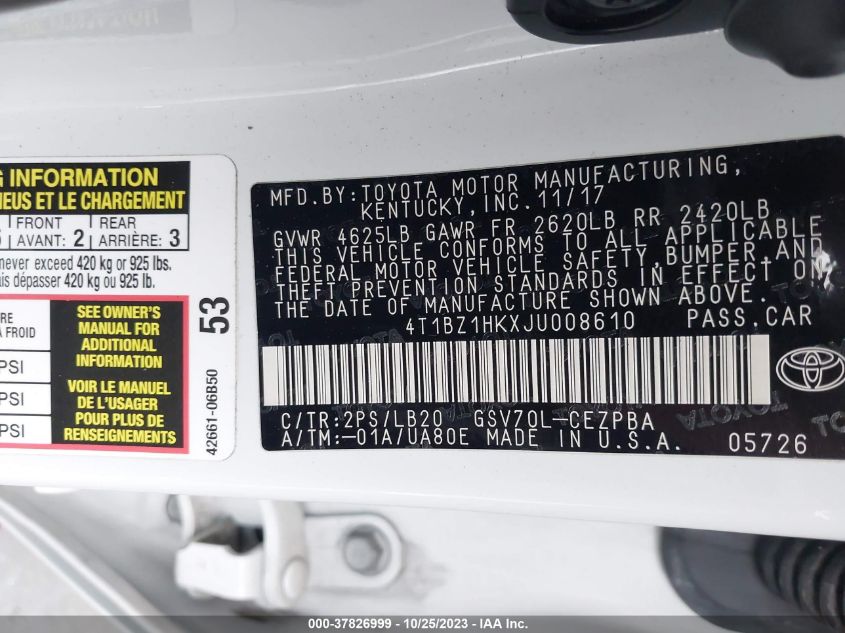 G INFORMATION
NEUS ET LE CHARGEMENT
FRONT REAR
AVANT: 2 ARRIÈRE: 3
never exceed 420 kg or 925 lbs.
dépasser 420 kg ou 925 lb.
SEE OWNER'S
MANUAL FOR
ADDITIONAL
INFORMATION
VOIR LE MANUEL
DE L'USAGER
POUR PLUS DE
RENSEIGNEMENTS
À FROID
PSI
PSI
PSI
53
42661-06B50
MFD.BY:TOYOTA MOTOR MANUFACTURING,
KENTUCKY,INC.11/17
GVWR 4625LB GAWR FR 2620LB RR 2420LB
THIS VEHICLE CONFORMS TO ALL APPLICABLE
FEDERAL MOTOR VEHICLE SAFETY,BUMPER,AND
THEFT PREVENTION STANDARDS IN EFFECT ON
THE DATE OF MANUFACTURE SHOWN ABOVE.
4T1BZ1HKXJU008610 PASS.CAR
C/TR:2PS/LB20 GSV70L-CEZPBA
A/TM:-01A/UA80E MADE IN U.S.A. 05726
000-37826999 - 10/25/2023 - IAA Inc.